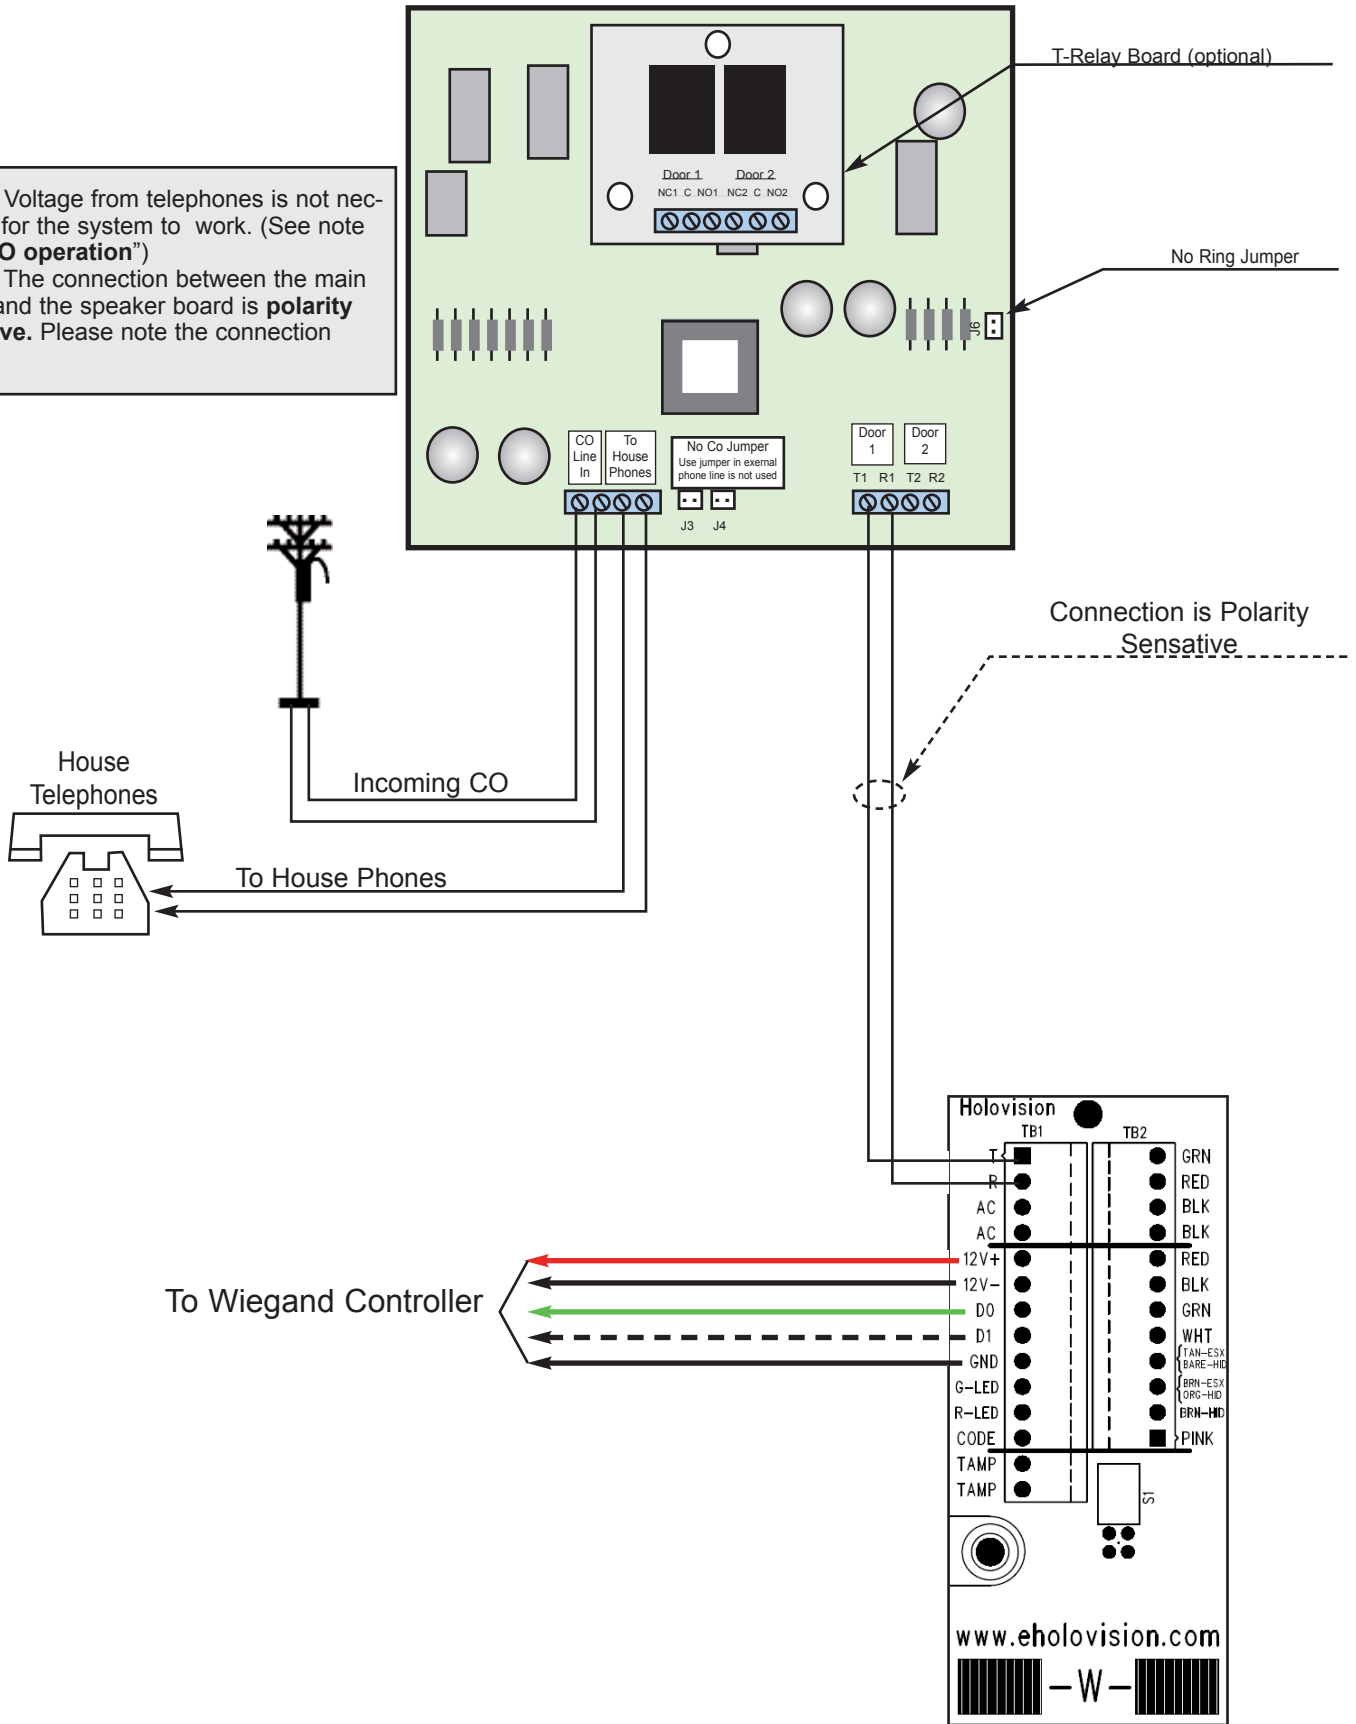 T-Relay Board (optional)
Door 1 Door 2
NC1 C NO1 NC2 C NO2
Voltage from telephones is not nec-
for the system to work. (See note
O operation”)
The connection between the main
and the speaker board is polarity
ve. Please note the connection
No Ring Jumper
J6
CO
Line
In
To
House
Phones
No Co Jumper
Use jumper in exernal
phone line is not used
J3 J4
Door
1
Door
2
T1 R1 T2 R2
Connection is Polarity
Sensative
House
Telephones
Incoming CO
To House Phones
To Wiegand Controller
Holovision
TB1 TB2
T GRN
R RED
AC BLK
AC BLK
12V+ RED
12V- BLK
D0 GRN
D1 WHT
GND TAN-ESX
BARE-HID
G-LED BRN-ESX
ORG-HID
R-LED BRN-HID
CODE PINK
TAMP
TAMP
S1
www.eholovision.com
-W-